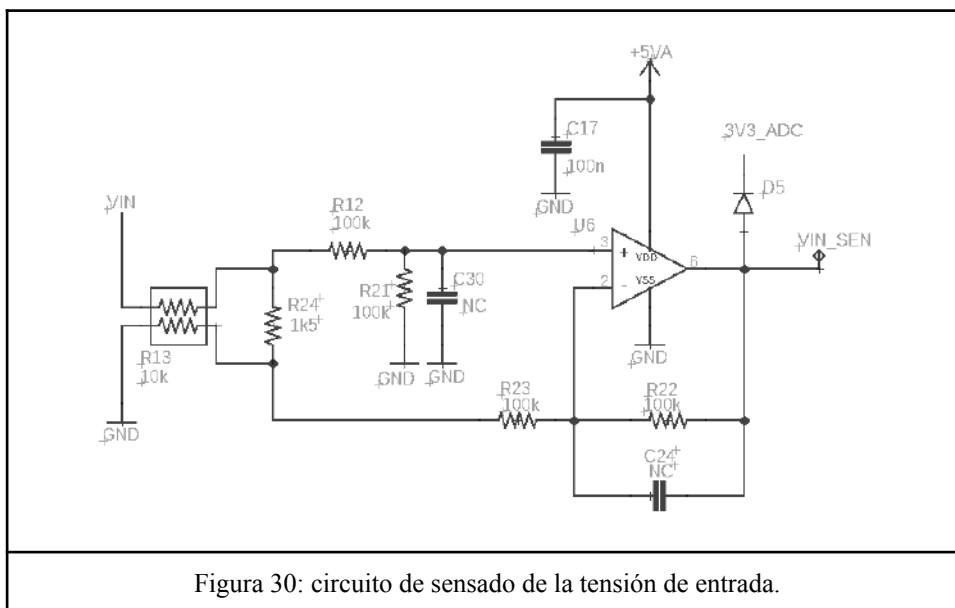 +5VA
C17
100n
GND
3V3_ADC
D5
VIN
R12
100k
U6
VIN_SEN
3
+
VDD
6
R21
100k
C30
NC
2
-
VSS
R24
1k5
R13
10k
GND
GND
GND
GND
R23
100k
R22
100k
C24
NC
Figura 30: circuito de sensado de la tensión de entrada.